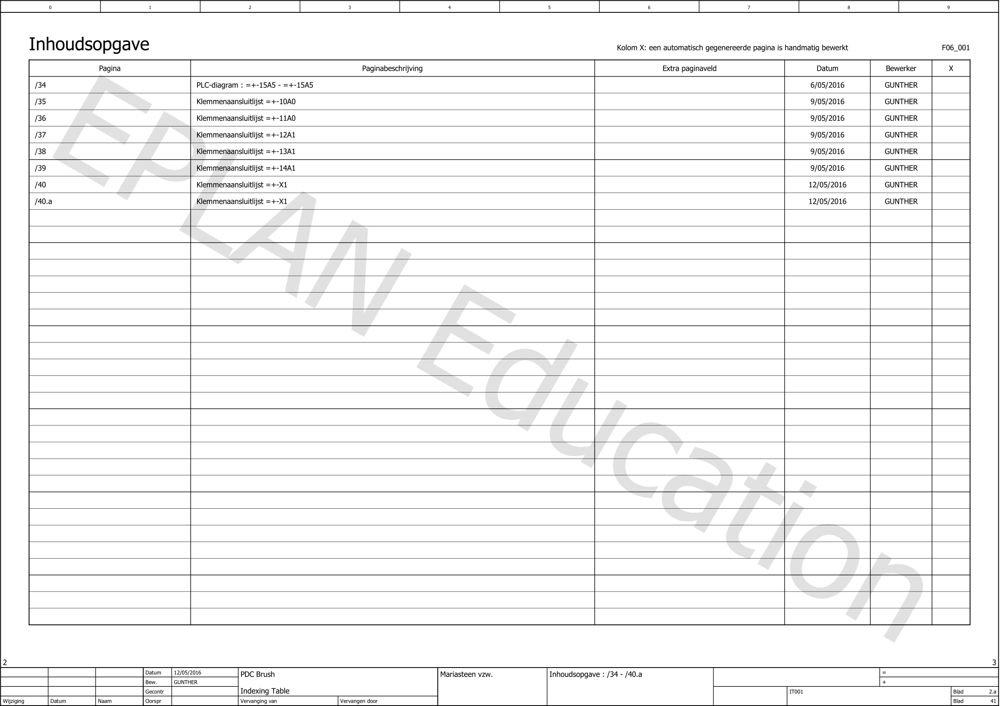 0 1 2 3 4 5 6 7 8 9
Inhoudsopgave Kolom X: een automatisch gegenereerde pagina is handmatig bewerkt F06_001
Pagina Paginabeschrijving Extra paginaveld Datum Bewerker X
/34 PLC-diagram : =+-15A5 - =+-15A5 6/05/2016 GUNTHER
/35 Klemmenaansluitlijst =+-10A0 9/05/2016 GUNTHER
/36 Klemmenaansluitlijst =+-11A0 9/05/2016 GUNTHER
/37 Klemmenaansluitlijst =+-12A1 9/05/2016 GUNTHER
/38 Klemmenaansluitlijst =+-13A1 9/05/2016 GUNTHER
/39 Klemmenaansluitlijst =+-14A1 9/05/2016 GUNTHER
/40 Klemmenaansluitlijst =+-X1 12/05/2016 GUNTHER
/40.a Klemmenaansluitlijst =+-X1 12/05/2016 GUNTHER
EPLAN Education
2 3
Datum 12/05/2016 PDC Brush Mariasteen vzw. Inhoudsopgave : /34 - /40.a =
Bew. GUNTHER +
Gecontr Indexing Table IT001 Blad 2.a
Wijziging Datum Naam Oorspr Vervanging van Vervangen door Blad 41